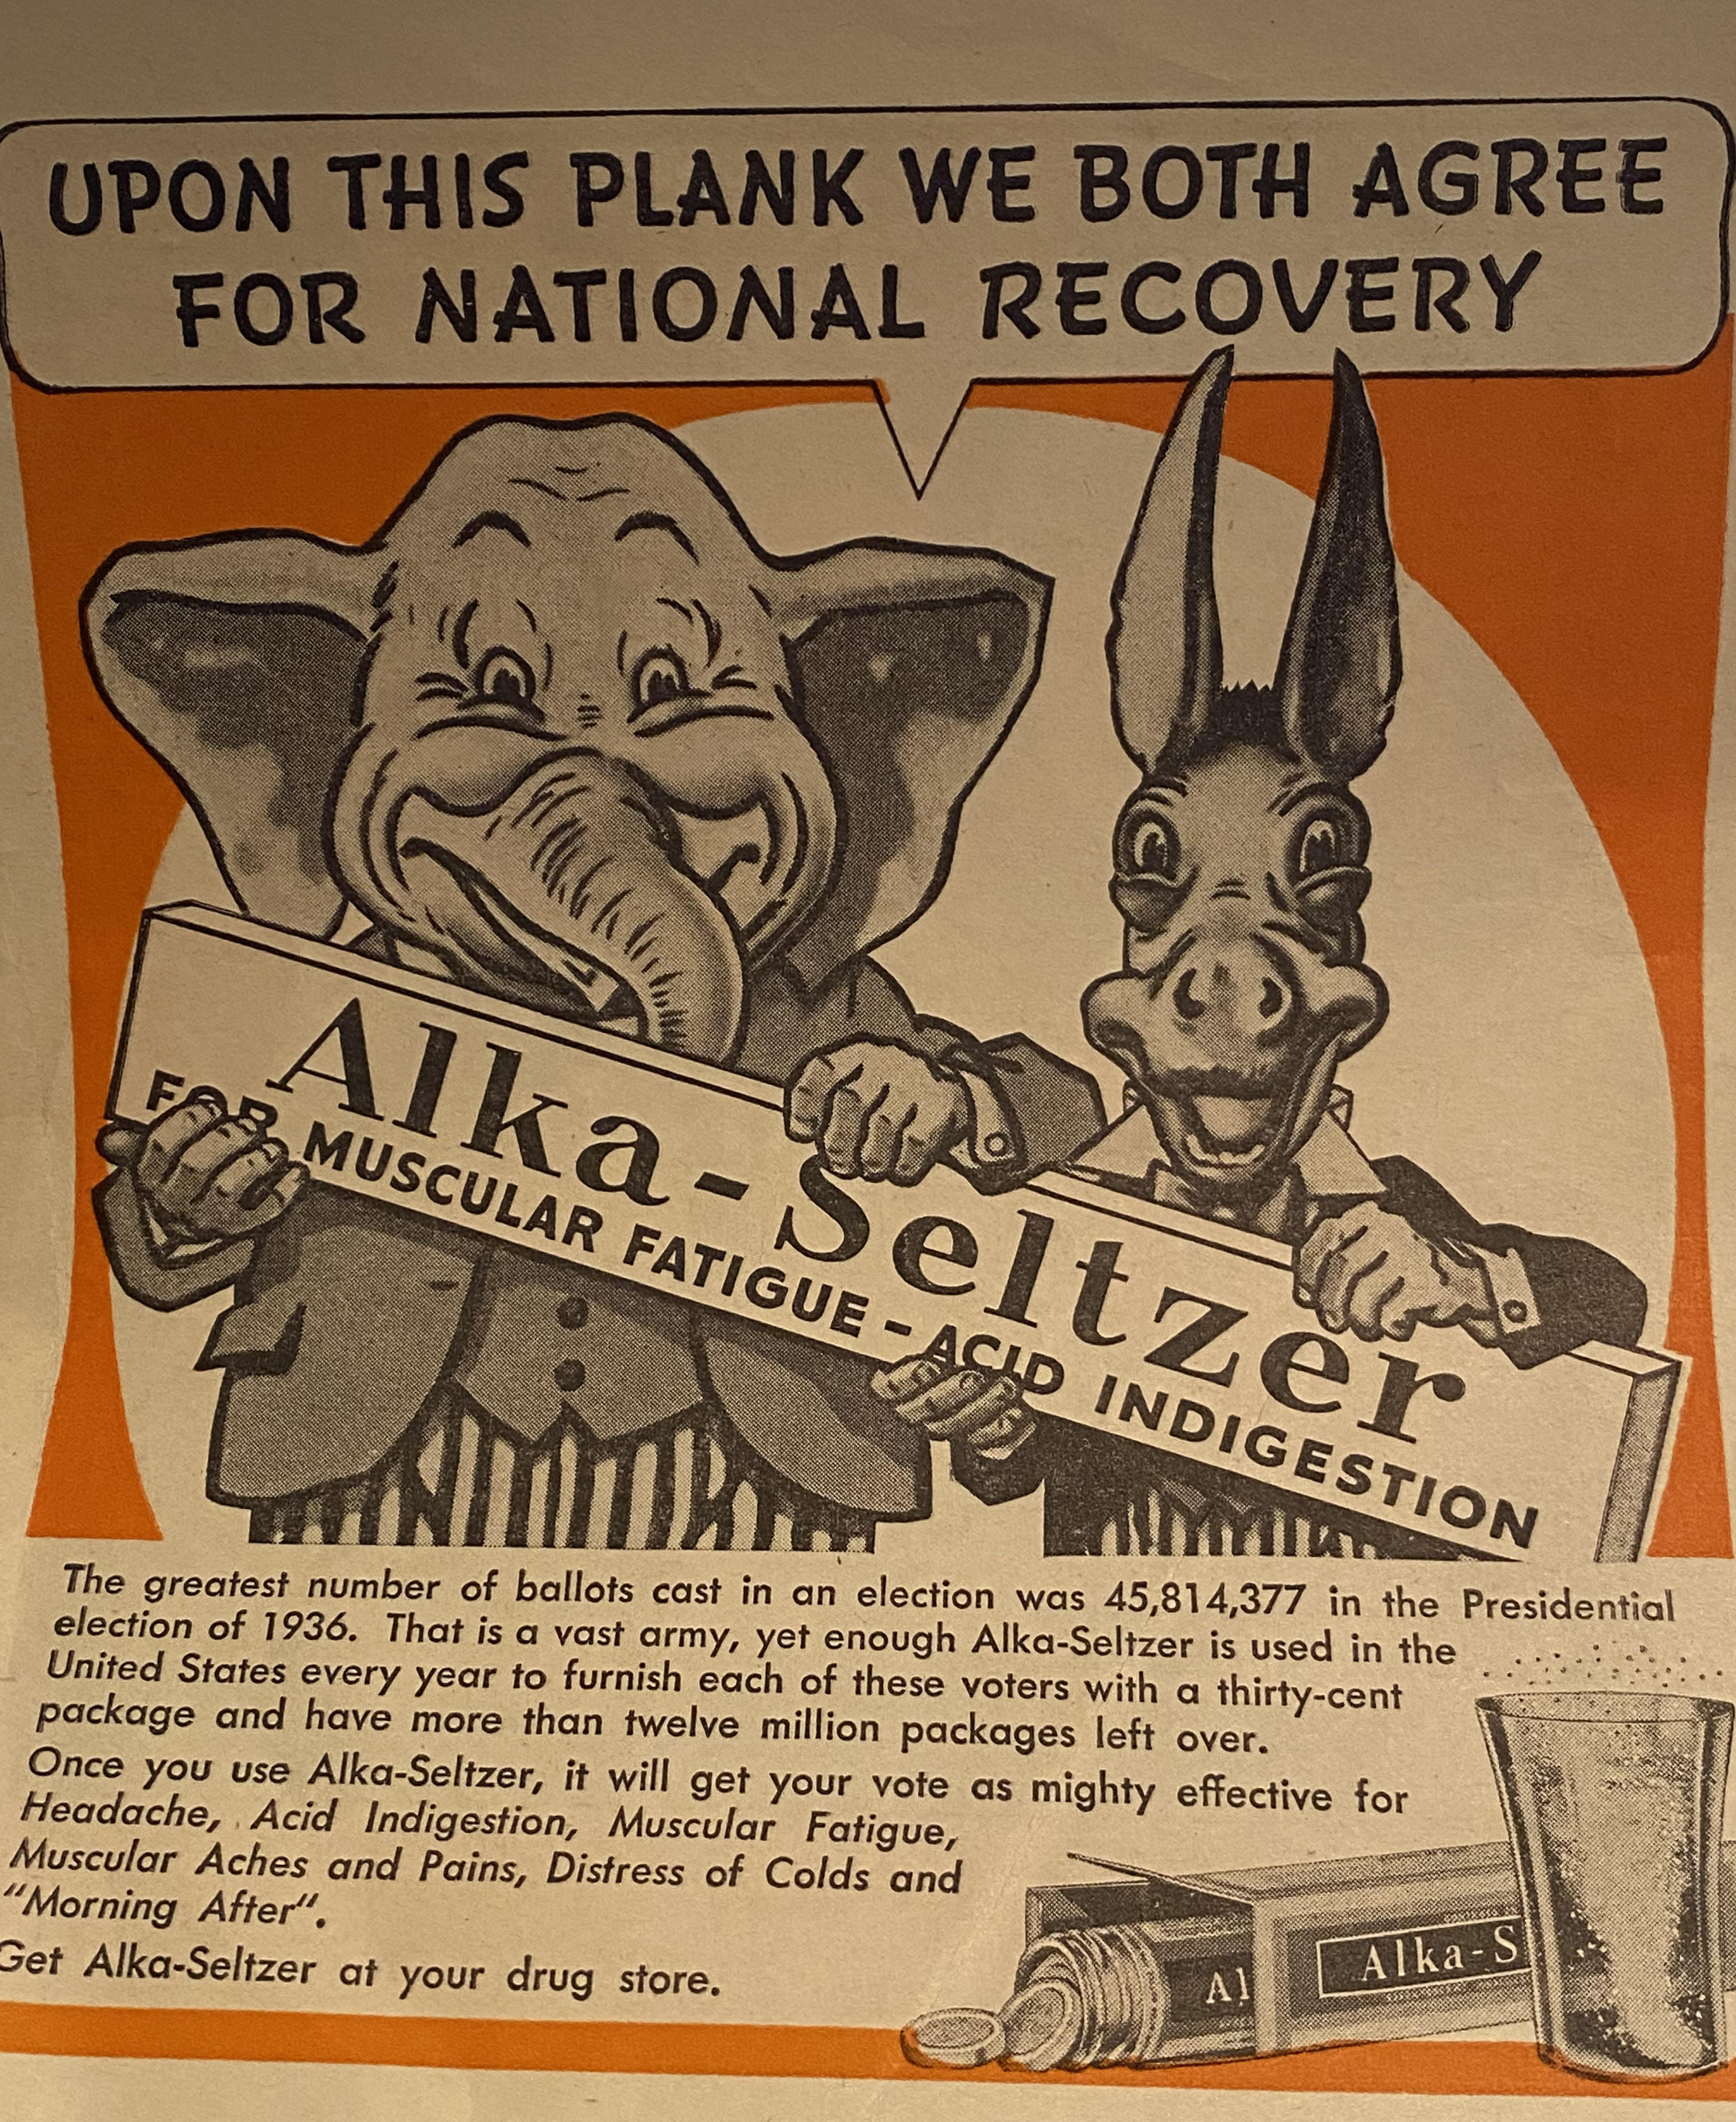 UPON THIS PLANK WE BOTH AGREE
FOR NATIONAL RECOVERY
Alka-Seltzer
FOR MUSCULAR FATIGUE - ACID INDIGESTION
The greatest number of ballots cast in an election was 45,814,377 in the Presidential
election of 1936. That is a vast army, yet enough Alka-Seltzer is used in the
United States every year to furnish each of these voters with a thirty-cent
package and have more than twelve million packages left over.
Once you use Alka-Seltzer, it will get your vote as mighty effective for
Headache, Acid Indigestion, Muscular Fatigue,
Muscular Aches and Pains, Distress of Colds and
"Morning After".
Get Alka-Seltzer at your drug store.
Alka-S
Al